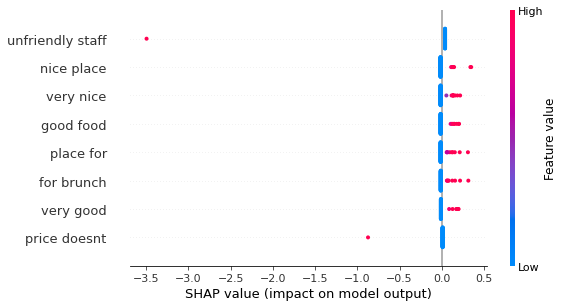 High
unfriendly staff
nice place
very nice
good food
place for
for brunch
very good
price doesnt
Feature value
Low
−3.5 −3.0 −2.5 −2.0 −1.5 −1.0 −0.5 0.0 0.5
SHAP value (impact on model output)